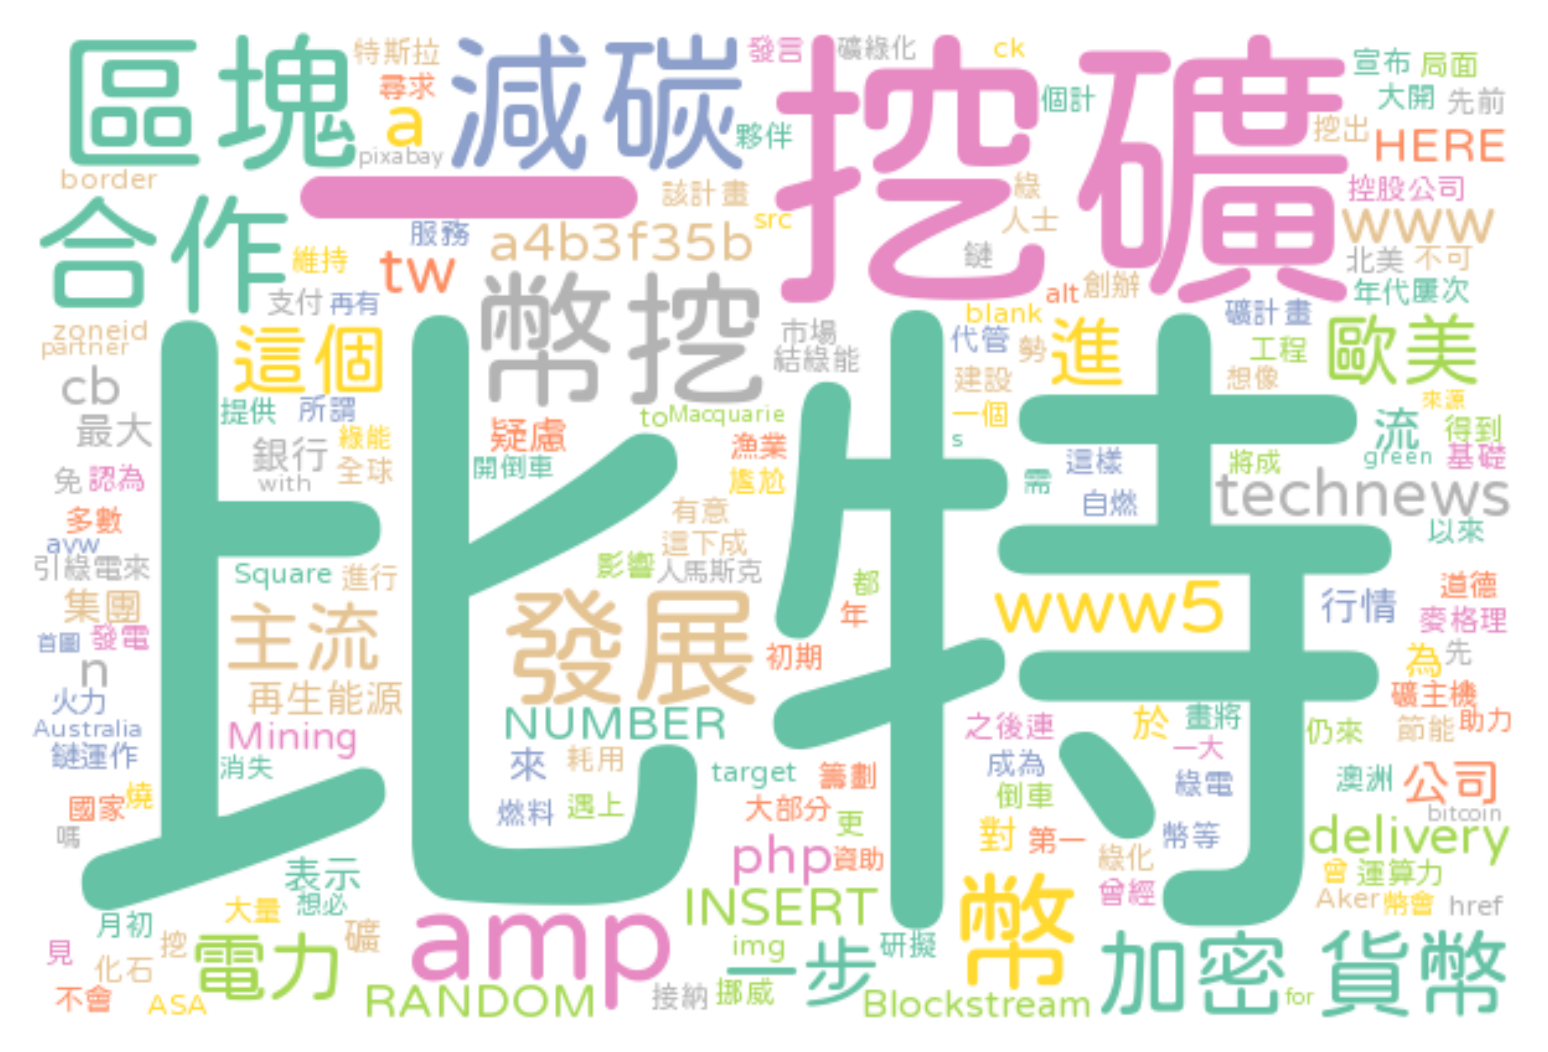 區塊
特斯拉
尋求
a
pixabay
減碳
發言
礦綠化
ck
夥伴
挖礦
個計
宣布
局面
大開
先前
挖出
HERE
border
一
該計畫
src
綠
人士
控股公司
www
合作
維持
服務
tw
a4b3f35b
鏈
北美
不可
支付
再有
幣挖
alt
創辦
年代屢次
zoneid
partner
這個
市場
結綠能
blank
代管
勢
進
礦計畫
工程
想像
歐美
cb
最大
提供
所謂
建設
一個
來源
比特
銀行
with
綠能
全球
疑慮
開倒車
to
Macquarie
漁業
尷尬
s
這樣
將成
流
得到
green
基礎
免
認為
需
自燃
technews
多數
有意
以來
ayw
引綠電來
Square
進行
這下成
影響
人馬斯克
都
年
www5
道德
集團
主流
發展
行情
麥格理
首圖
發電
初期
為
先
n
再生能源
礦主機
火力
NUMBER
之後連
於
畫將
節能
助力
Australia
Mining
一大
仍來
鏈運作
消失
來
耗用
target
籌劃
成為
綠電
澳洲
公司
國家
燒
燃料
遇上
大部分
倒車
bitcoin
嗎
更
對
第一
幣等
delivery
表示
php
資助
綠化
曾
運算力
想必
大量
INSERT
幣
曾經
Aker
幣會
href
月初
見
挖
礦
amp
img
研擬
化石
電力
一步
加密
貨幣
不會
ASA
RANDOM
接納
挪威
Blockstream
for